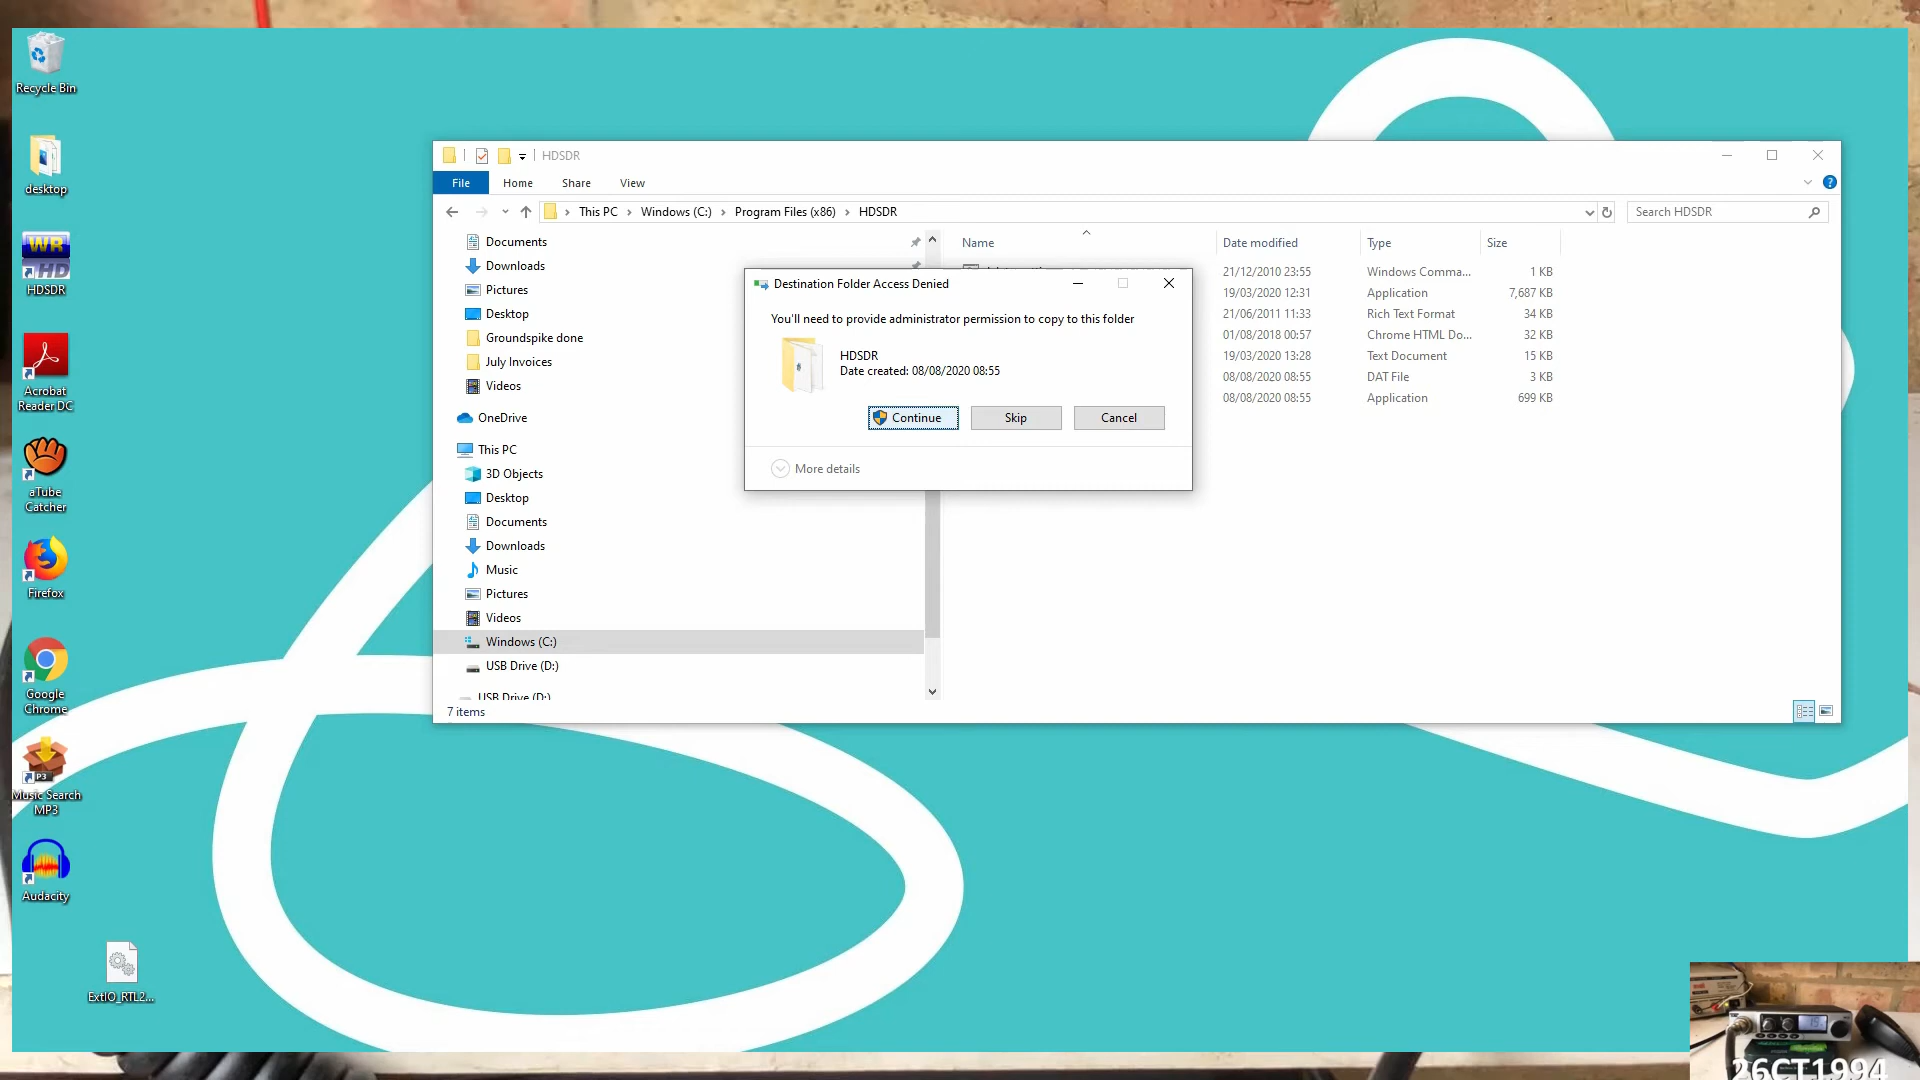 Recycle Bin
desktop
WR
HD
HDSDR
Acrobat
Reader DC
aTube
Catcher
Firefox
Google
Chrome
P3
Music Search
MP3
Audacity
ExtIO_RTL2...
HDSDR
File
Home
Share
View
This PC
Windows (C:)
Program Files (x86)
HDSDR
Search HDSDR
Documents
Downloads
Pictures
Desktop
Groundspike done
July Invoices
Videos
OneDrive
This PC
3D Objects
Desktop
Documents
Downloads
Music
Pictures
Videos
Windows (C:)
USB Drive (D:)
USB Drive (D:)
7 items
Name
Date modified
Type
Size
21/12/2010 23:55 Windows Comma... 1 KB
19/03/2020 12:31 Application 7,687 KB
21/06/2011 11:33 Rich Text Format 34 KB
01/08/2018 00:57 Chrome HTML Do... 32 KB
19/03/2020 13:28 Text Document 15 KB
08/08/2020 08:55 DAT File 3 KB
08/08/2020 08:55 Application 699 KB
Destination Folder Access Denied
You'll need to provide administrator permission to copy to this folder
HDSDR
Date created: 08/08/2020 08:55
Continue
Skip
Cancel
More details
26CT1994